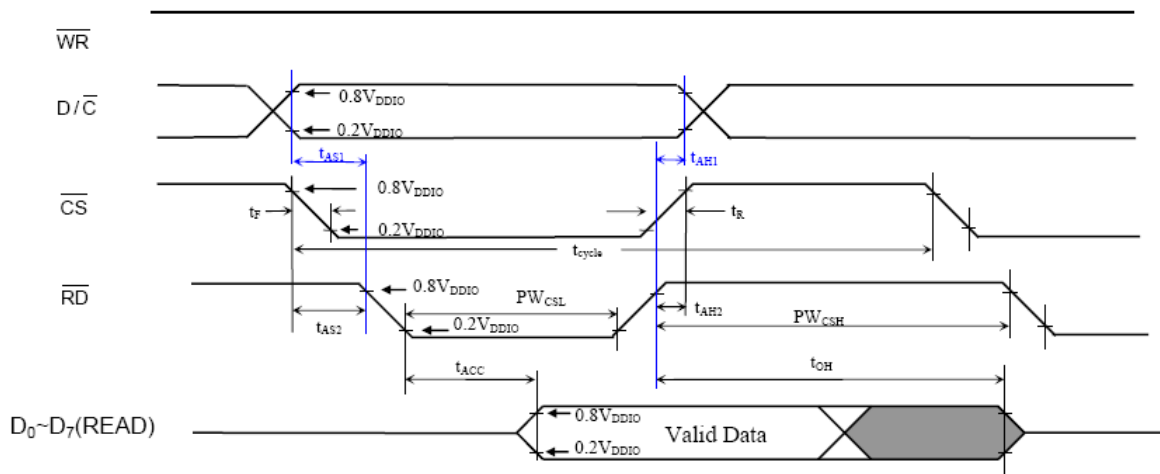 WR
D / C
0.8VDDIO
0.2VDDIO
tAS1
tAH1
CS
0.8VDDIO
tF
tR
0.2VDDIO
tcycle
RD
0.8VDDIO
PWCSL
tAS2
0.2VDDIO
tAH2
PWCSH
tACC
tOH
D0~D7(READ)
0.8VDDIO
Valid Data
0.2VDDIO